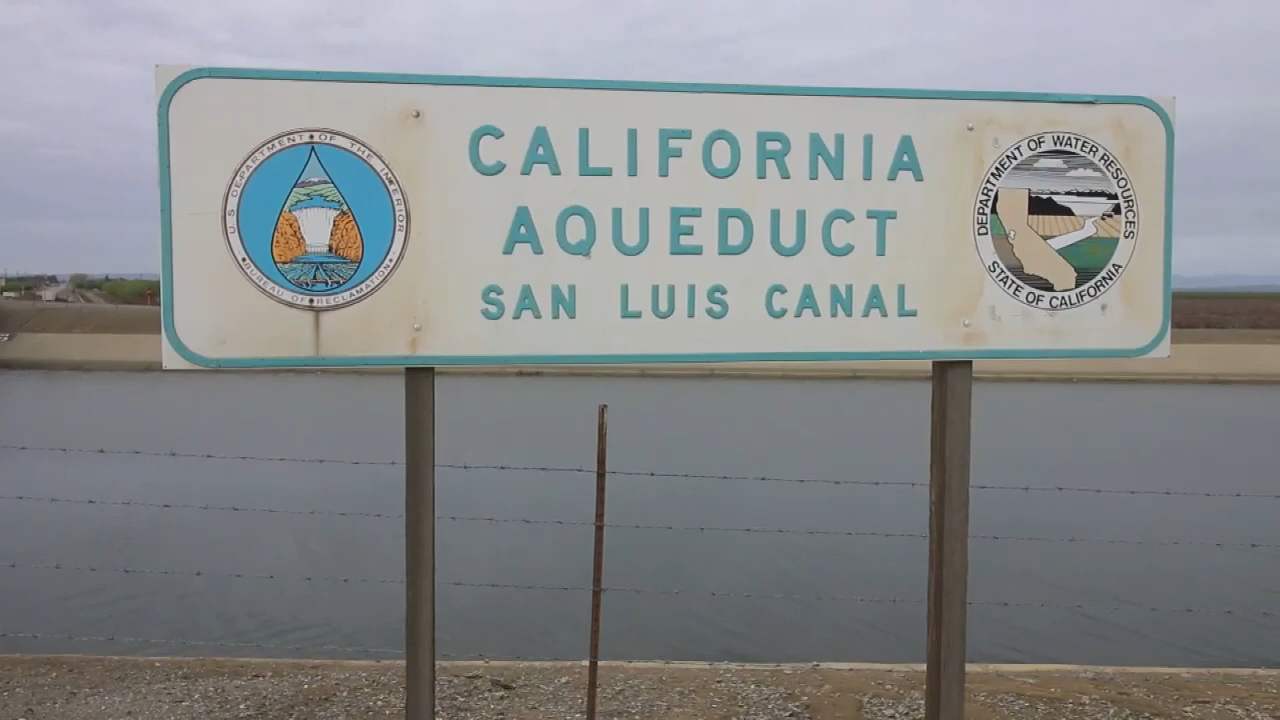 U.S. DEPARTMENT OF THE INTERIOR
BUREAU OF RECLAMATION
CALIFORNIA
AQUEDUCT
SAN LUIS CANAL
DEPARTMENT OF WATER RESOURCES
STATE OF CALIFORNIA